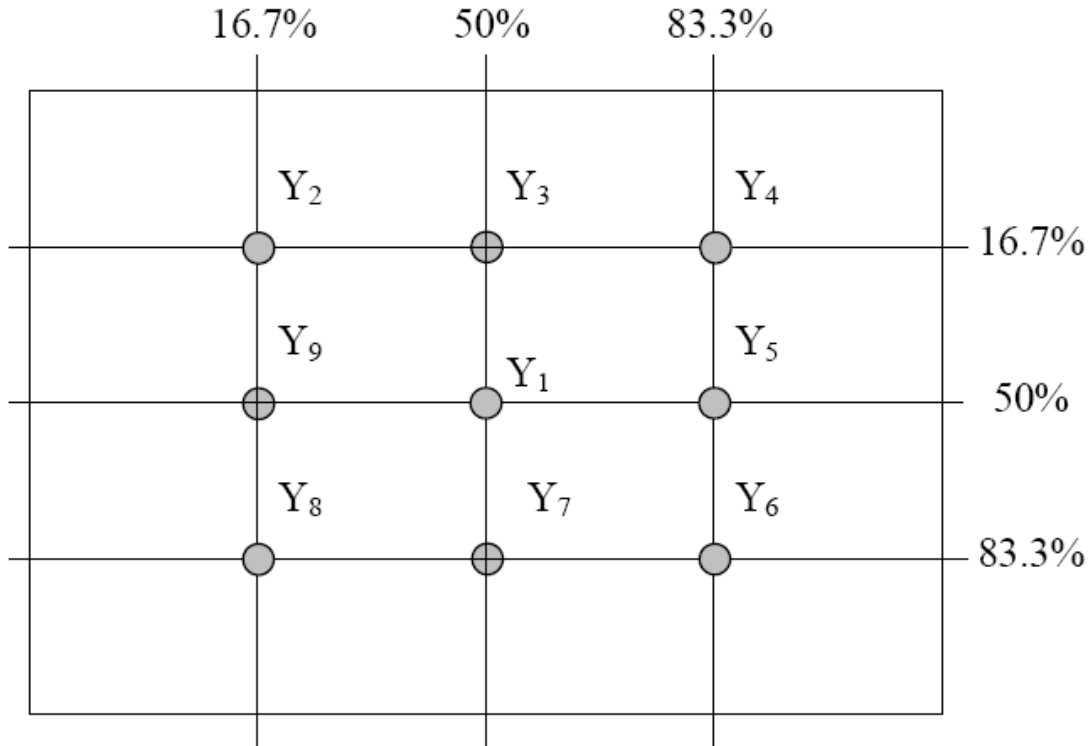 16.7% 50% 83.3%
Y₂ Y₃ Y₄
16.7%
Y₉ Y₁ Y₅
50%
Y₈ Y₇ Y₆
83.3%